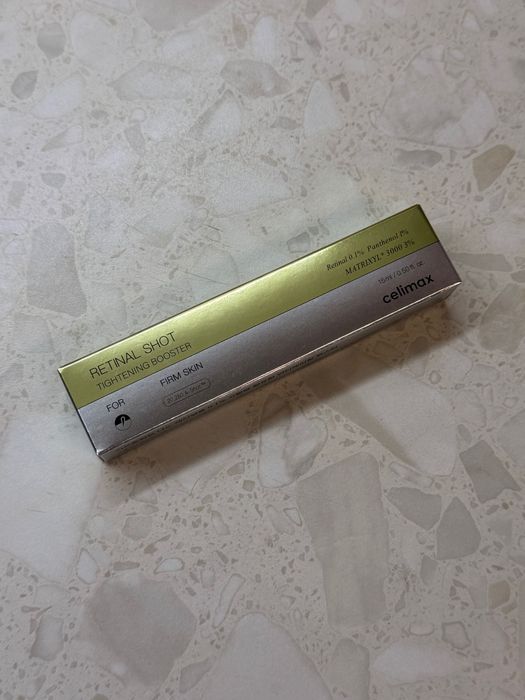 RETINAL SHOT
TIGHTENING BOOSTER
FOR FIRM SKIN
Retinal 0.1% Panthenol 1%
MATRIXYL® 3000 3%
15ml / 0.50 fl. oz.
celimax